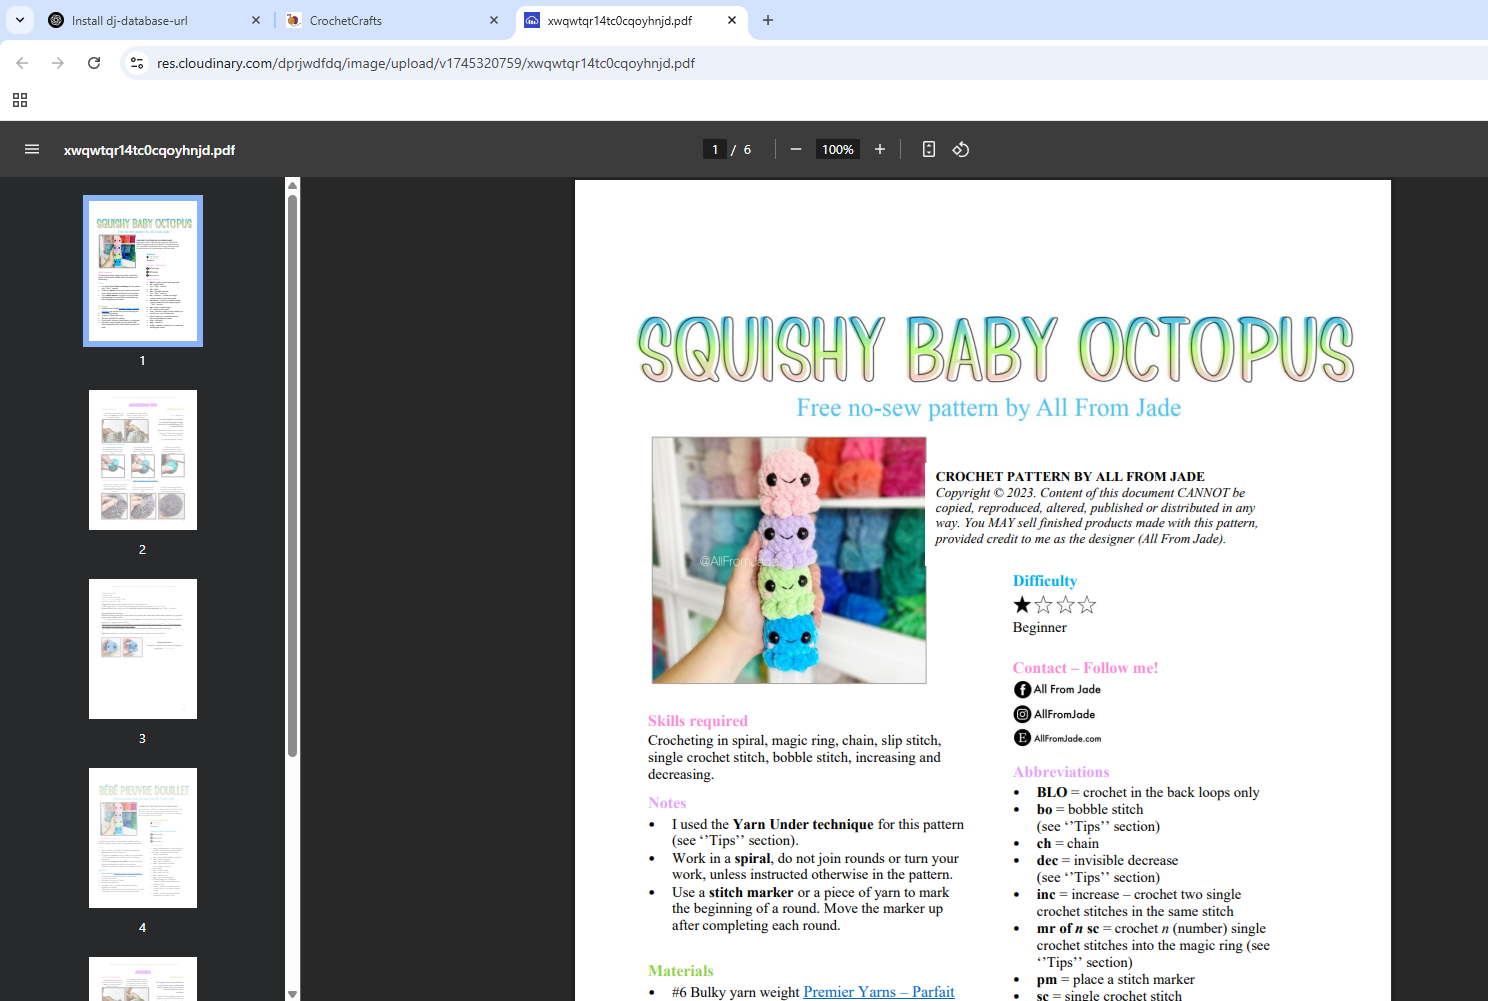 Install dj-database-url
CrochetCrafts
xwqwtqr14tc0cqoyhnjd.pdf
res.cloudinary.com/dprjwdfdq/image/upload/v1745320759/xwqwtqr14tc0cqoyhnjd.pdf
xwqwtqr14tc0cqoyhnjd.pdf
1 / 6
100%
SQUISHY BABY OCTOPUS
1
2
3
BÉBÉ PIEUVRE DOUILLET
4
SQUISHY BABY OCTOPUS
Free no-sew pattern by All From Jade
@AllFromJade
CROCHET PATTERN BY ALL FROM JADE
Copyright © 2023. Content of this document CANNOT be
copied, reproduced, altered, published or distributed in any
way. You MAY sell finished products made with this pattern,
provided credit to me as the designer (All From Jade).
Skills required
Crocheting in spiral, magic ring, chain, slip stitch,
single crochet stitch, bobble stitch, increasing and
decreasing.
Notes
• I used the Yarn Under technique for this pattern
(see ‘’Tips’’ section).
• Work in a spiral, do not join rounds or turn your
work, unless instructed otherwise in the pattern.
• Use a stitch marker or a piece of yarn to mark
the beginning of a round. Move the marker up
after completing each round.
Materials
• #6 Bulky yarn weight Premier Yarns – Parfait
Difficulty
★☆☆☆
Beginner
Contact – Follow me!
All From Jade
AllFromJade
AllFromJade.com
Abbreviations
• BLO = crochet in the back loops only
• bo = bobble stitch
(see ‘’Tips’’ section)
• ch = chain
• dec = invisible decrease
(see ‘’Tips’’ section)
• inc = increase – crochet two single
crochet stitches in the same stitch
• mr of n sc = crochet n (number) single
crochet stitches into the magic ring (see
‘’Tips’’ section)
• pm = place a stitch marker
• sc = single crochet stitch